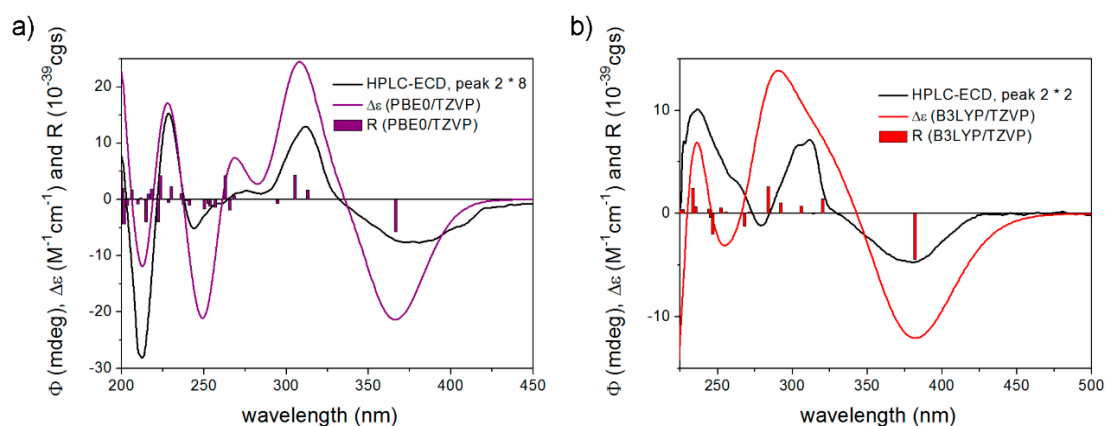 a)
Φ (mdeg), Δε (M⁻¹cm⁻¹) and R (10⁻³⁹cgs)
20
10
0
-10
-20
-30
HPLC-ECD, peak 2 * 8
Δε (PBE0/TZVP)
R (PBE0/TZVP)
200 250 300 350 400 450
wavelength (nm)
b)
Φ (mdeg), Δε (M⁻¹cm⁻¹) and R (10⁻³⁹cgs)
10
0
-10
HPLC-ECD, peak 2 * 2
Δε (B3LYP/TZVP)
R (B3LYP/TZVP)
250 300 350 400 450 500
wavelength (nm)